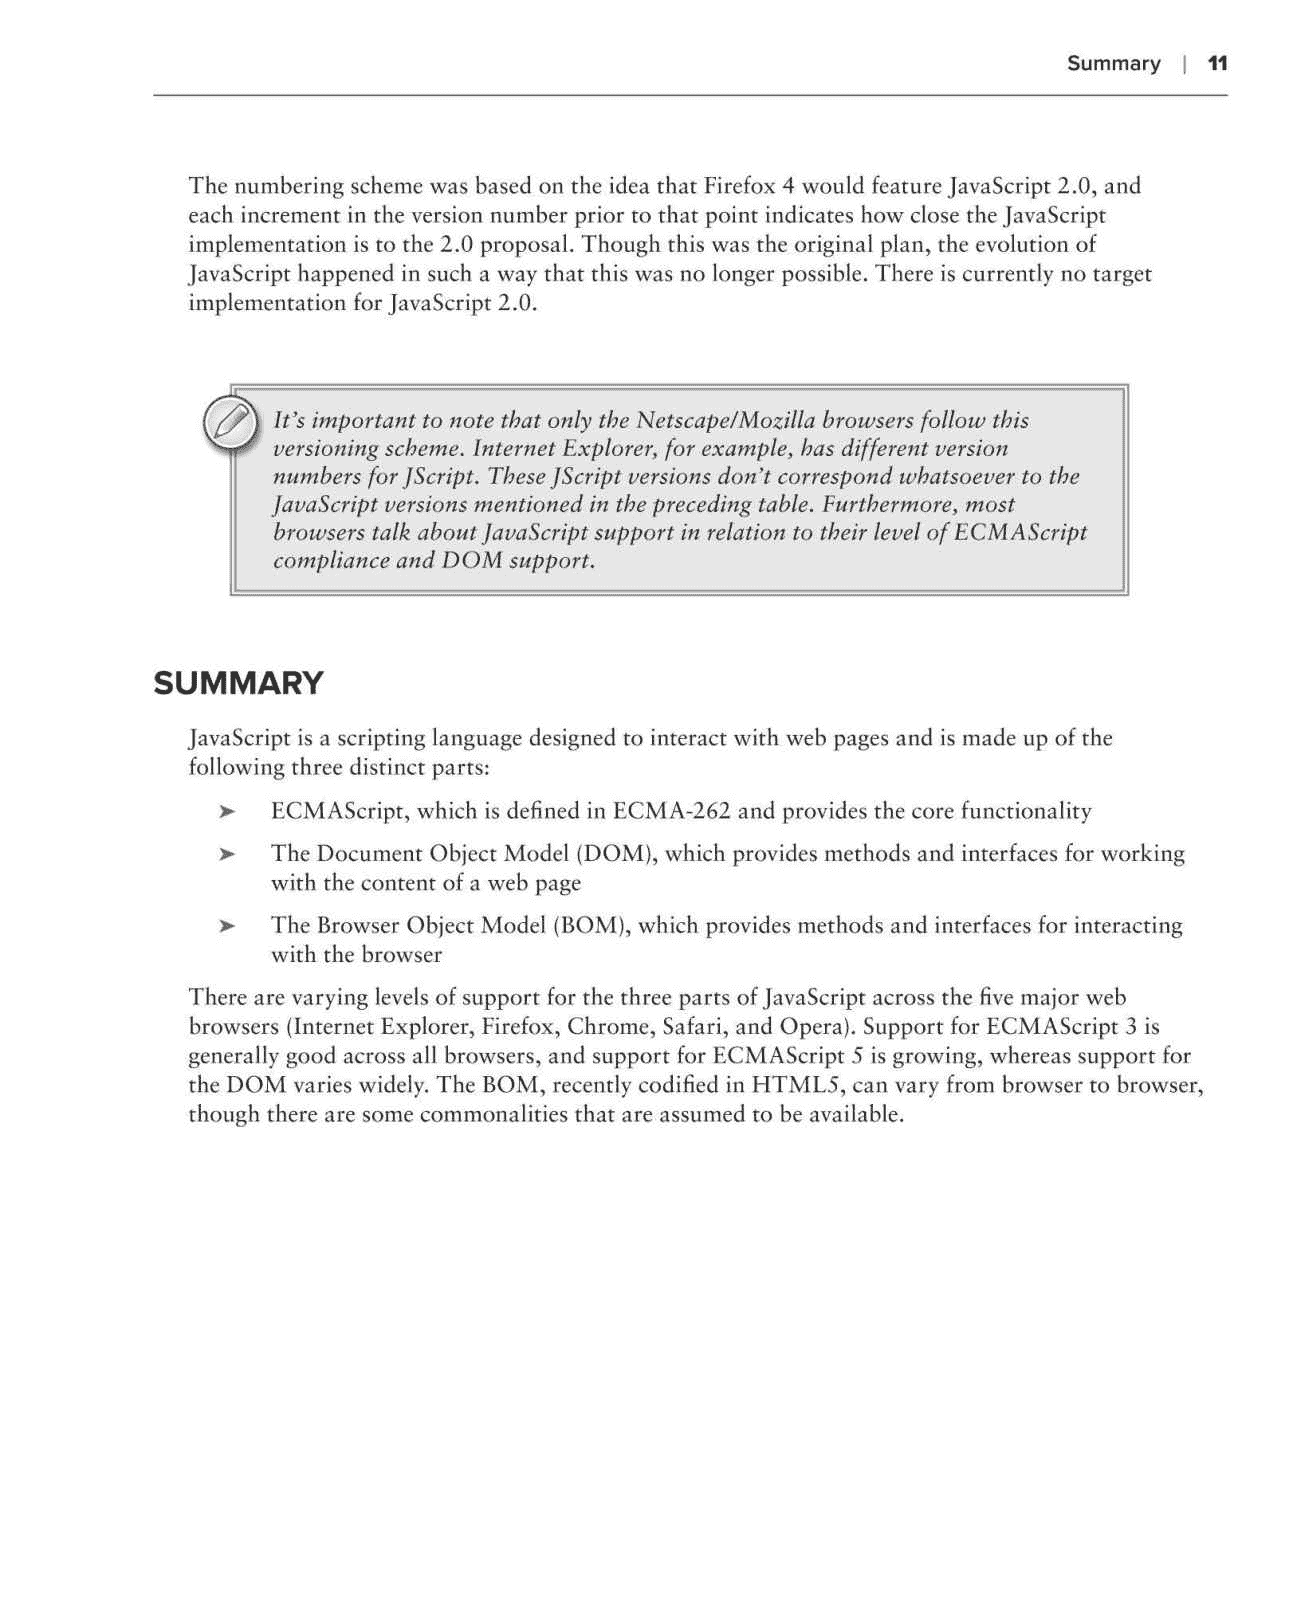 Summary | 11
The numbering scheme was based on the idea that Firefox 4 would feature JavaScript 2.0, and
each increment in the version number prior to that point indicates how close the JavaScript
implementation is to the 2.0 proposal. Though this was the original plan, the evolution of
JavaScript happened in such a way that this was no longer possible. There is currently no target
implementation for JavaScript 2.0.
It's important to note that only the Netscape/Mozilla browsers follow this
versioning scheme. Internet Explorer, for example, has different version
numbers for JScript. These JScript versions don't correspond whatsoever to the
JavaScript versions mentioned in the preceding table. Furthermore, most
browsers talk about JavaScript support in relation to their level of ECMAScript
compliance and DOM support.
SUMMARY
JavaScript is a scripting language designed to interact with web pages and is made up of the
following three distinct parts:
➤ ECMAScript, which is defined in ECMA-262 and provides the core functionality
➤ The Document Object Model (DOM), which provides methods and interfaces for working
with the content of a web page
➤ The Browser Object Model (BOM), which provides methods and interfaces for interacting
with the browser
There are varying levels of support for the three parts of JavaScript across the five major web
browsers (Internet Explorer, Firefox, Chrome, Safari, and Opera). Support for ECMAScript 3 is
generally good across all browsers, and support for ECMAScript 5 is growing, whereas support for
the DOM varies widely. The BOM, recently codified in HTML5, can vary from browser to browser,
though there are some commonalities that are assumed to be available.